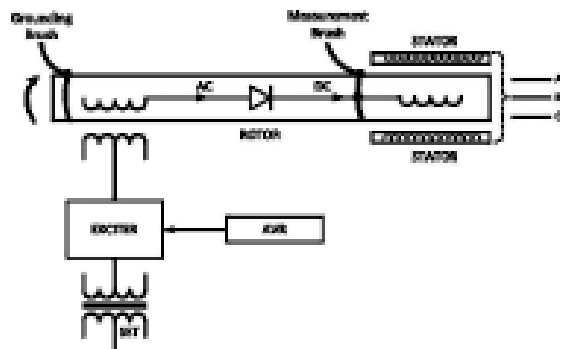 Grounding
Brush
Measurement
Brush
STATOR
AC
DC
A
B
C
ROTOR
STATOR
EXCITER
AVR